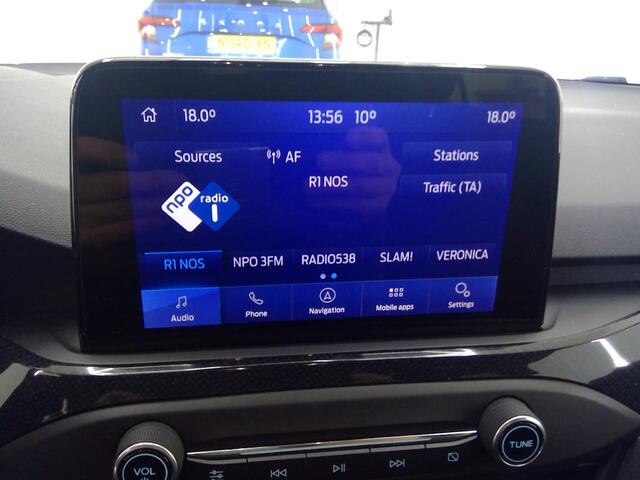 18.0° 13:56 10° 18.0°
Sources AF Stations
R1 NOS Traffic (TA)
npo radio 1
R1 NOS NPO 3FM RADIO538 SLAM! VERONICA
Audio Phone Navigation Mobile apps Settings
VOL TUNE